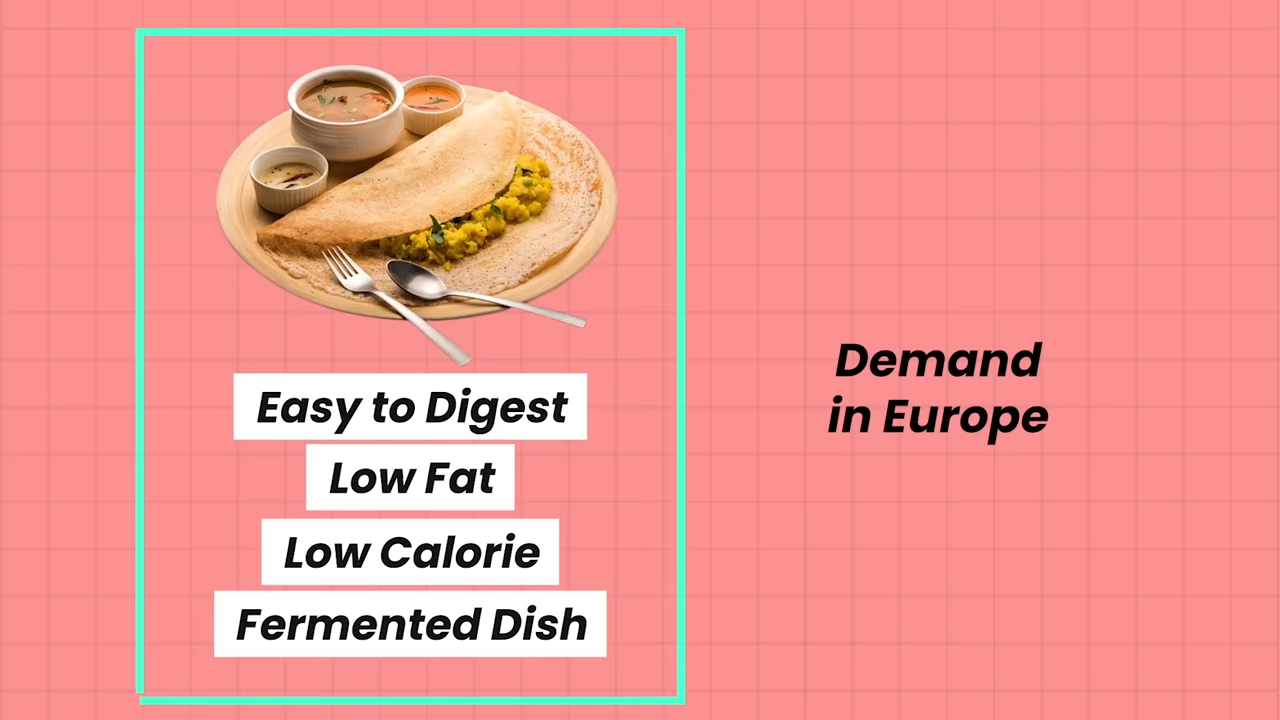 Easy to Digest
Low Fat
Low Calorie
Fermented Dish
Demand
in Europe